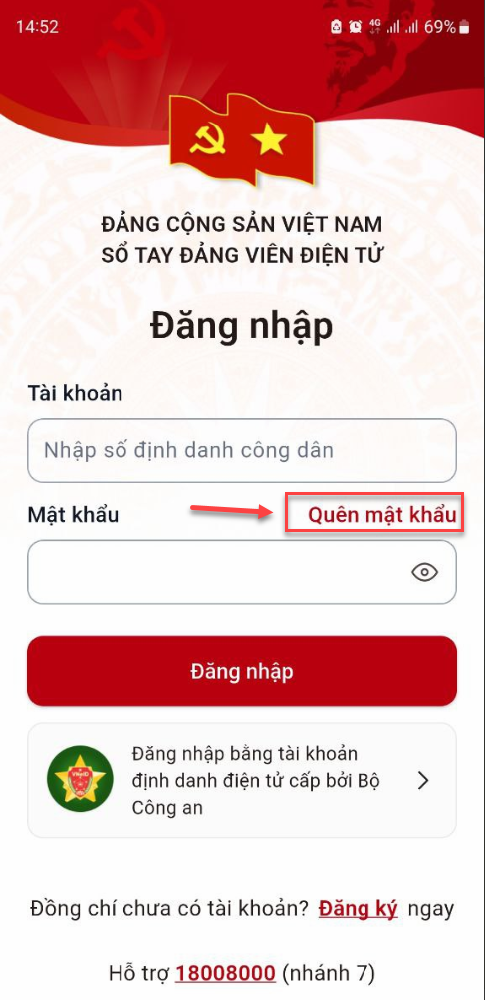 14:52
4G
69%
ĐẢNG CỘNG SẢN VIỆT NAM
SỔ TAY ĐẢNG VIÊN ĐIỆN TỬ
Đăng nhập
Tài khoản
Nhập số định danh công dân
Mật khẩu
Quên mật khẩu
Đăng nhập
VNeID
Đăng nhập bằng tài khoản
định danh điện tử cấp bởi Bộ
Công an
Đồng chí chưa có tài khoản? Đăng ký ngay
Hỗ trợ 18008000 (nhánh 7)